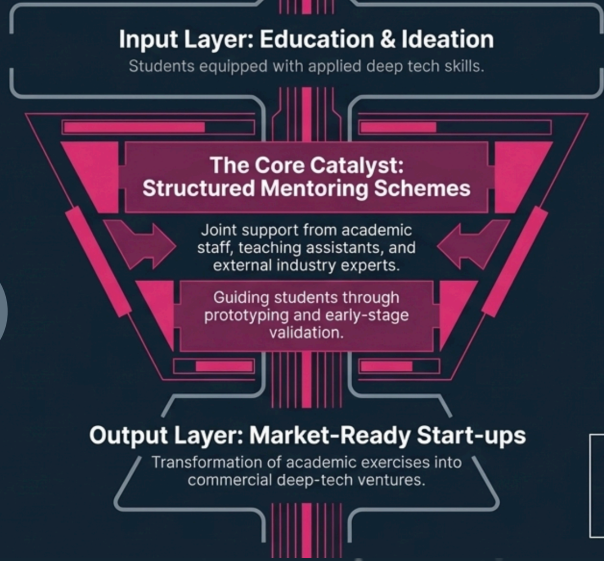 Input Layer: Education & Ideation
Students equipped with applied deep tech skills.
The Core Catalyst:
Structured Mentoring Schemes
Joint support from academic
staff, teaching assistants, and
external industry experts.
Guiding students through
prototyping and early-stage
validation.
Output Layer: Market-Ready Start-ups
Transformation of academic exercises into
commercial deep-tech ventures.